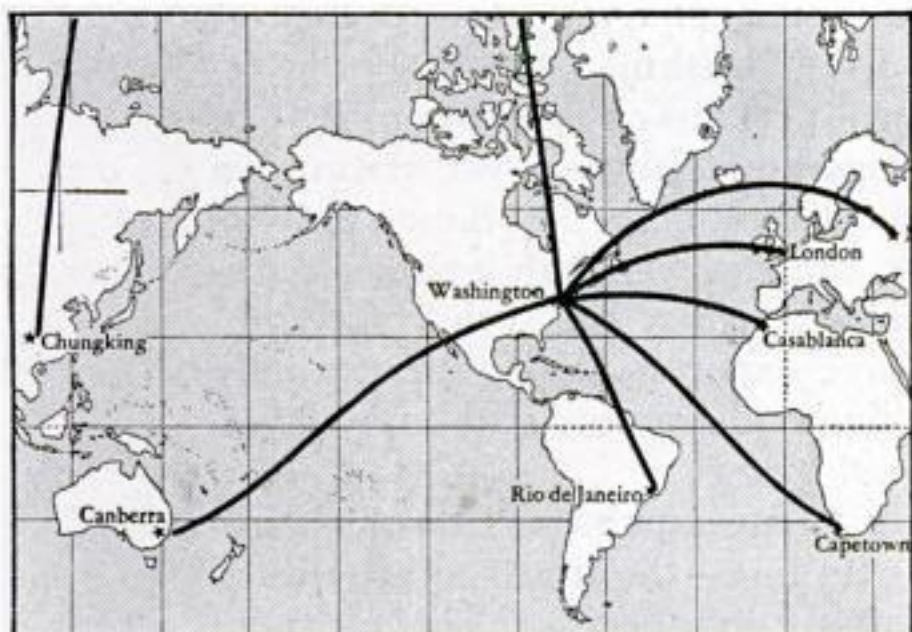 London
Washington
Chungking
Casablanca
Rio de Janeiro
Canberra
Capetown